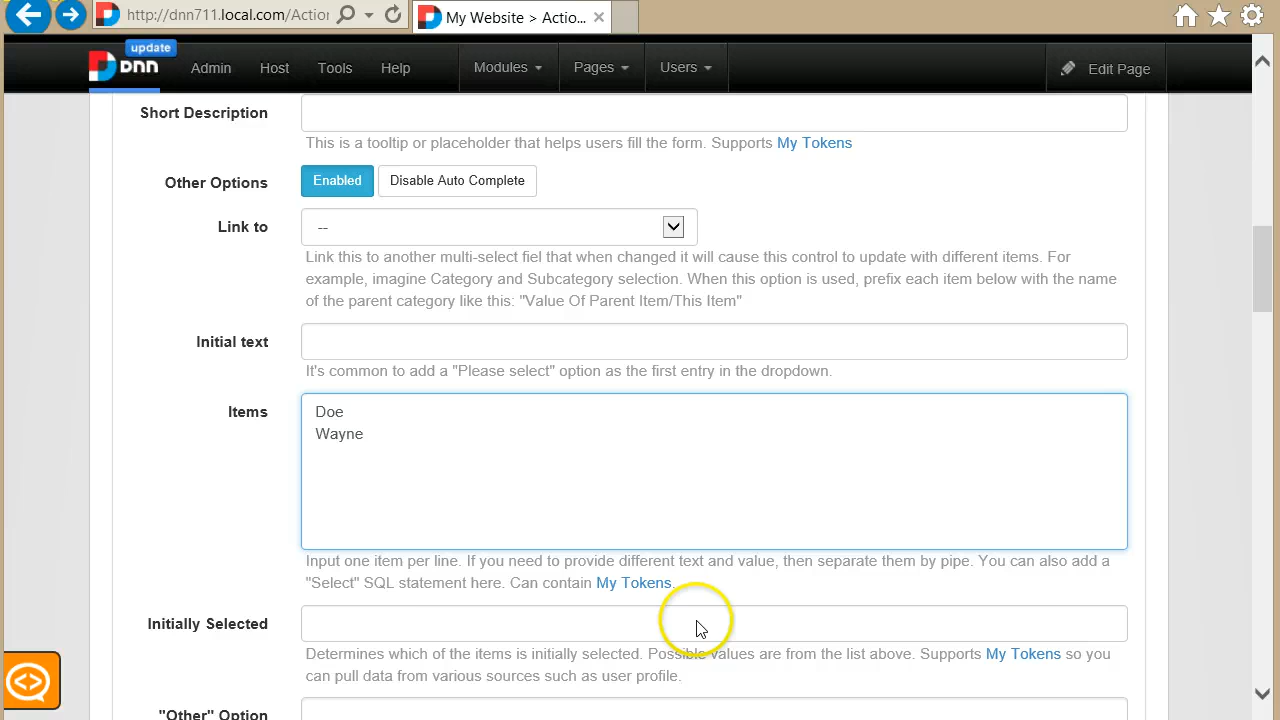 http://dnn711.local.com/Action
My Website > Actio...
update
DNN
Admin
Host
Tools
Help
Modules
Pages
Users
Edit Page
Short Description
This is a tooltip or placeholder that helps users fill the form. Supports My Tokens
Other Options
Enabled
Disable Auto Complete
Link to
--
Link this to another multi-select fiel that when changed it will cause this control to update with different items. For
example, imagine Category and Subcategory selection. When this option is used, prefix each item below with the name
of the parent category like this: "Value Of Parent Item/This Item"
Initial text
It's common to add a "Please select" option as the first entry in the dropdown.
Items
Doe
Wayne
Input one item per line. If you need to provide different text and value, then separate them by pipe. You can also add a
"Select" SQL statement here. Can contain My Tokens.
Initially Selected
Determines which of the items is initially selected. Possible values are from the list above. Supports My Tokens so you
can pull data from various sources such as user profile.
"Other" Option